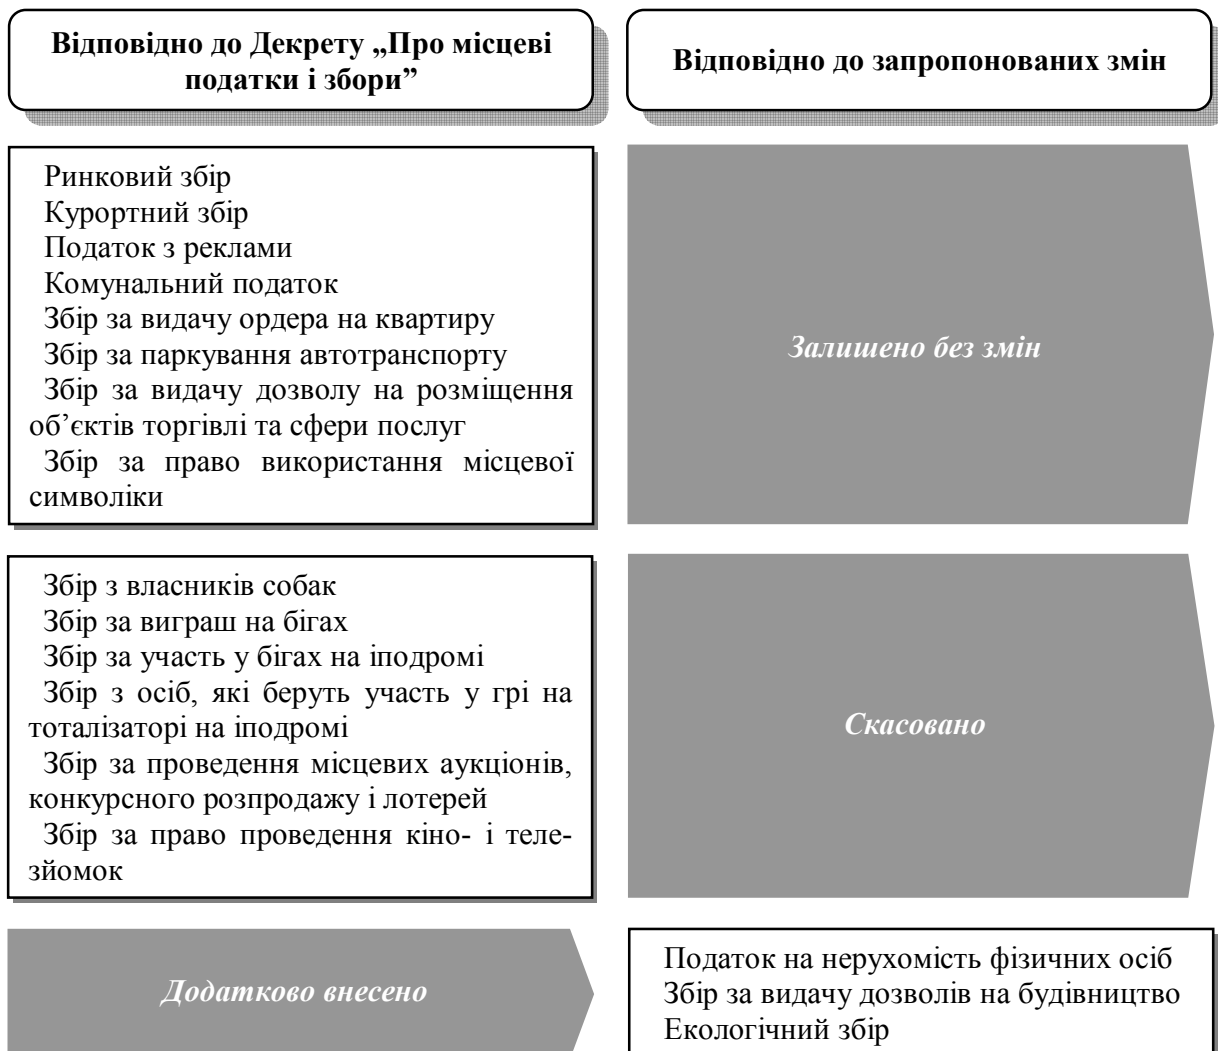 Відповідно до Декрету „Про місцеві
податки і збори”
Відповідно до запропонованих змін
Ринковий збір
Курортний збір
Податок з реклами
Комунальний податок
Збір за видачу ордера на квартиру
Збір за паркування автотранспорту
Збір за видачу дозволу на розміщення
об’єктів торгівлі та сфери послуг
Збір за право використання місцевої
символіки
Залишено без змін
Збір з власників собак
Збір за виграш на бігах
Збір за участь у бігах на іподромі
Збір з осіб, які беруть участь у грі на
тоталізаторі на іподромі
Збір за проведення місцевих аукціонів,
конкурсного розпродажу і лотерей
Збір за право проведення кіно- і теле-
зйомок
Скасовано
Додатково внесено
Податок на нерухомість фізичних осіб
Збір за видачу дозволів на будівництво
Екологічний збір